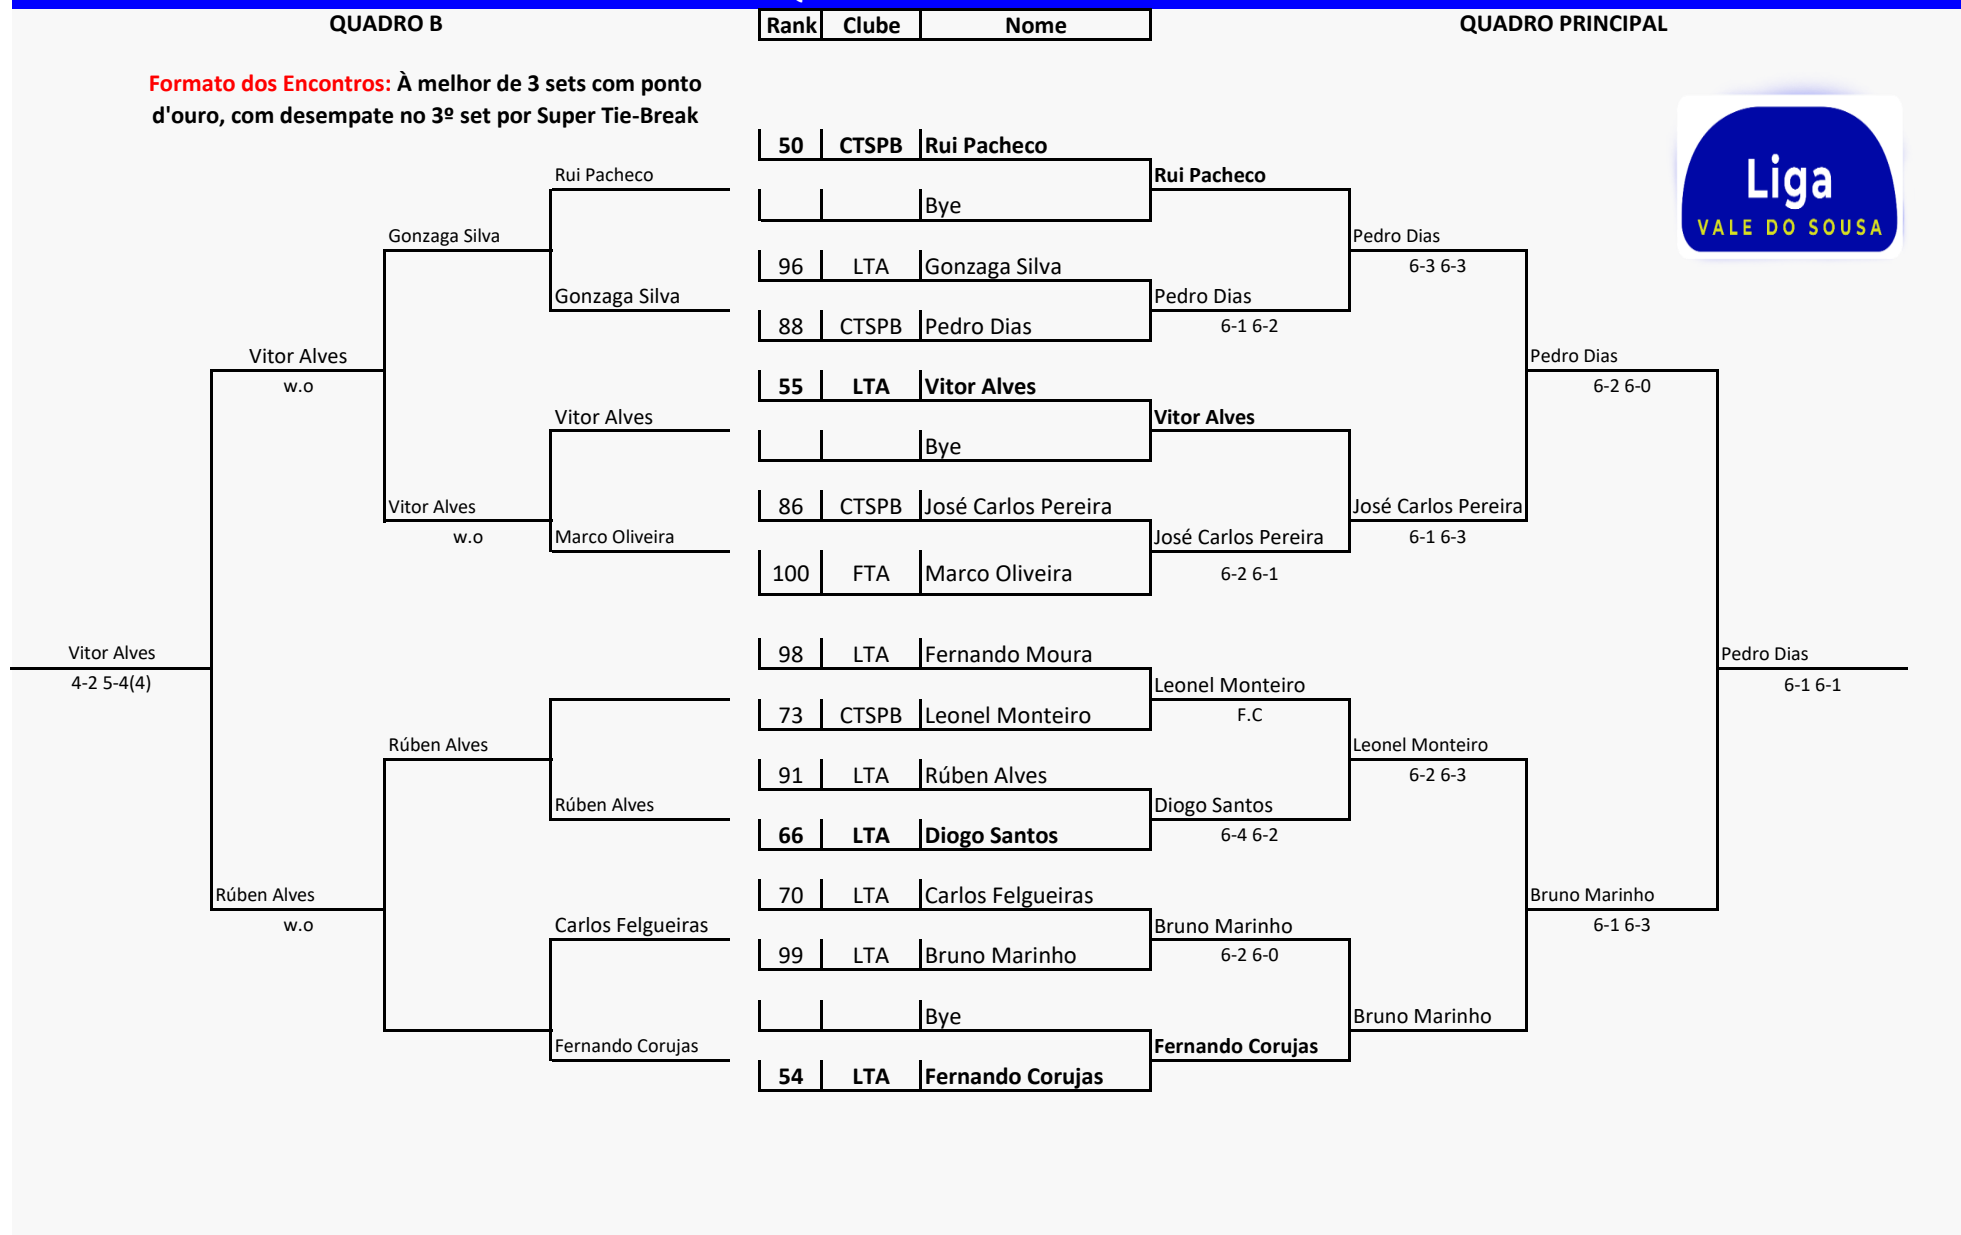 QUADRO B
Rank Clube Nome
QUADRO PRINCIPAL
Formato dos Encontros: À melhor de 3 sets com ponto
d'ouro, com desempate no 3º set por Super Tie-Break
Liga
VALE DO SOUSA
50 CTSPB Rui Pacheco
Rui Pacheco
Rui Pacheco
Bye
Gonzaga Silva
Pedro Dias
96 LTA Gonzaga Silva
6-3 6-3
Gonzaga Silva
Pedro Dias
88 CTSPB Pedro Dias
6-1 6-2
Vitor Alves
Pedro Dias
w.o
55 LTA Vitor Alves
6-2 6-0
Vitor Alves
Vitor Alves
Bye
Vitor Alves
86 CTSPB José Carlos Pereira
José Carlos Pereira
w.o
Marco Oliveira
José Carlos Pereira
6-1 6-3
100 FTA Marco Oliveira
6-2 6-1
Vitor Alves
98 LTA Fernando Moura
Pedro Dias
4-2 5-4(4)
Leonel Monteiro
6-1 6-1
73 CTSPB Leonel Monteiro
F.C
Rúben Alves
Leonel Monteiro
91 LTA Rúben Alves
6-2 6-3
Rúben Alves
Diogo Santos
66 LTA Diogo Santos
6-4 6-2
Rúben Alves
70 LTA Carlos Felgueiras
Bruno Marinho
w.o
Carlos Felgueiras
Bruno Marinho
6-1 6-3
99 LTA Bruno Marinho
6-2 6-0
Bye
Bruno Marinho
Fernando Corujas
Fernando Corujas
54 LTA Fernando Corujas